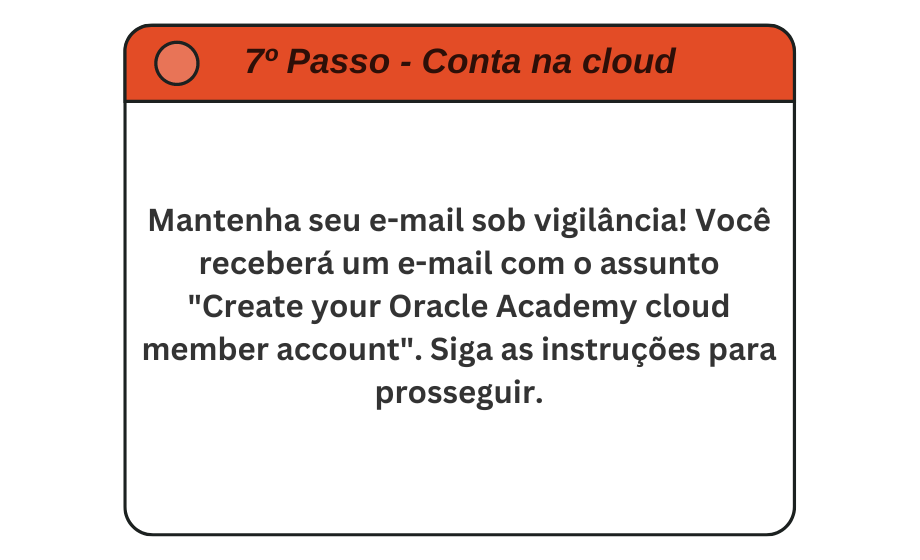 7º Passo - Conta na cloud
Mantenha seu e-mail sob vigilância! Você
receberá um e-mail com o assunto
"Create your Oracle Academy cloud
member account". Siga as instruções para
prosseguir.